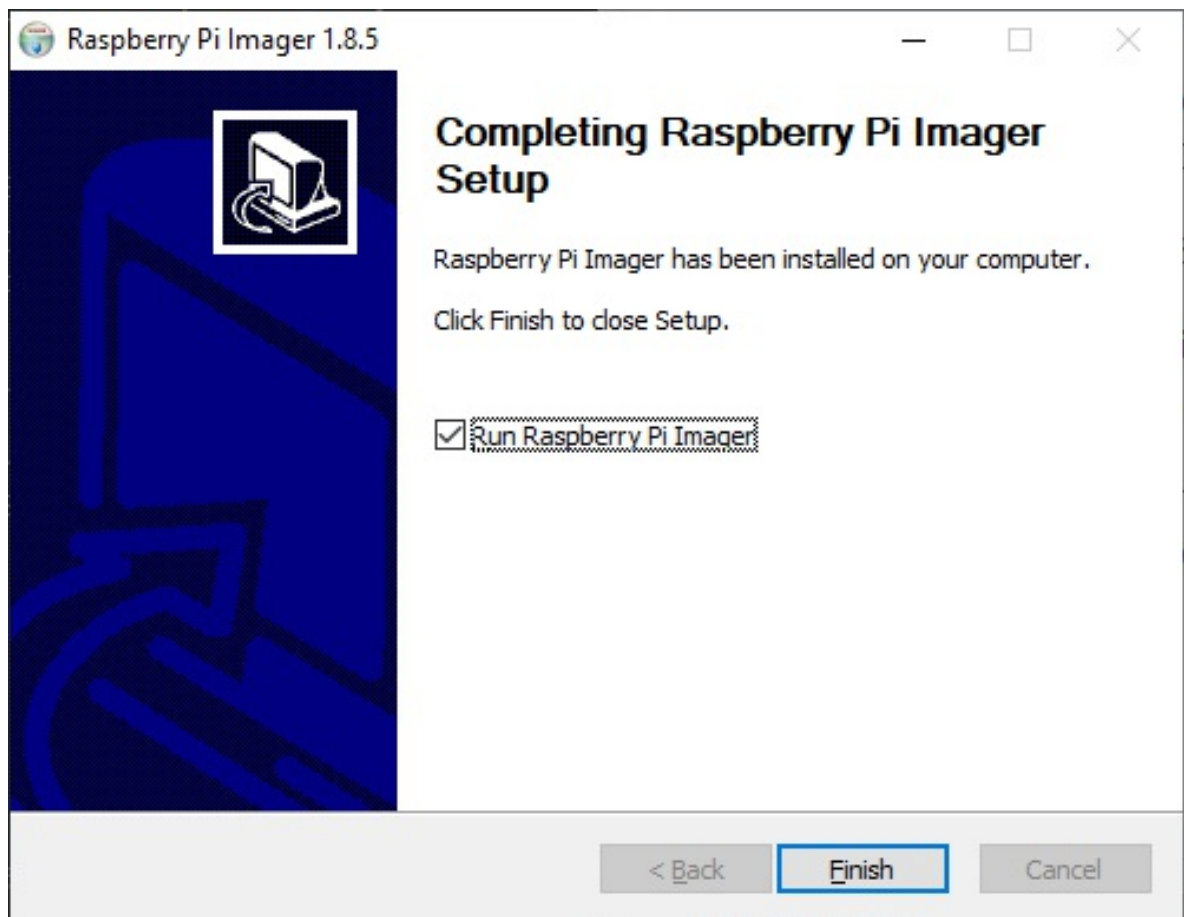 Raspberry Pi Imager 1.8.5
Completing Raspberry Pi Imager
Setup
Raspberry Pi Imager has been installed on your computer.
Click Finish to close Setup.
Run Raspberry Pi Imager
< Back
Finish
Cancel